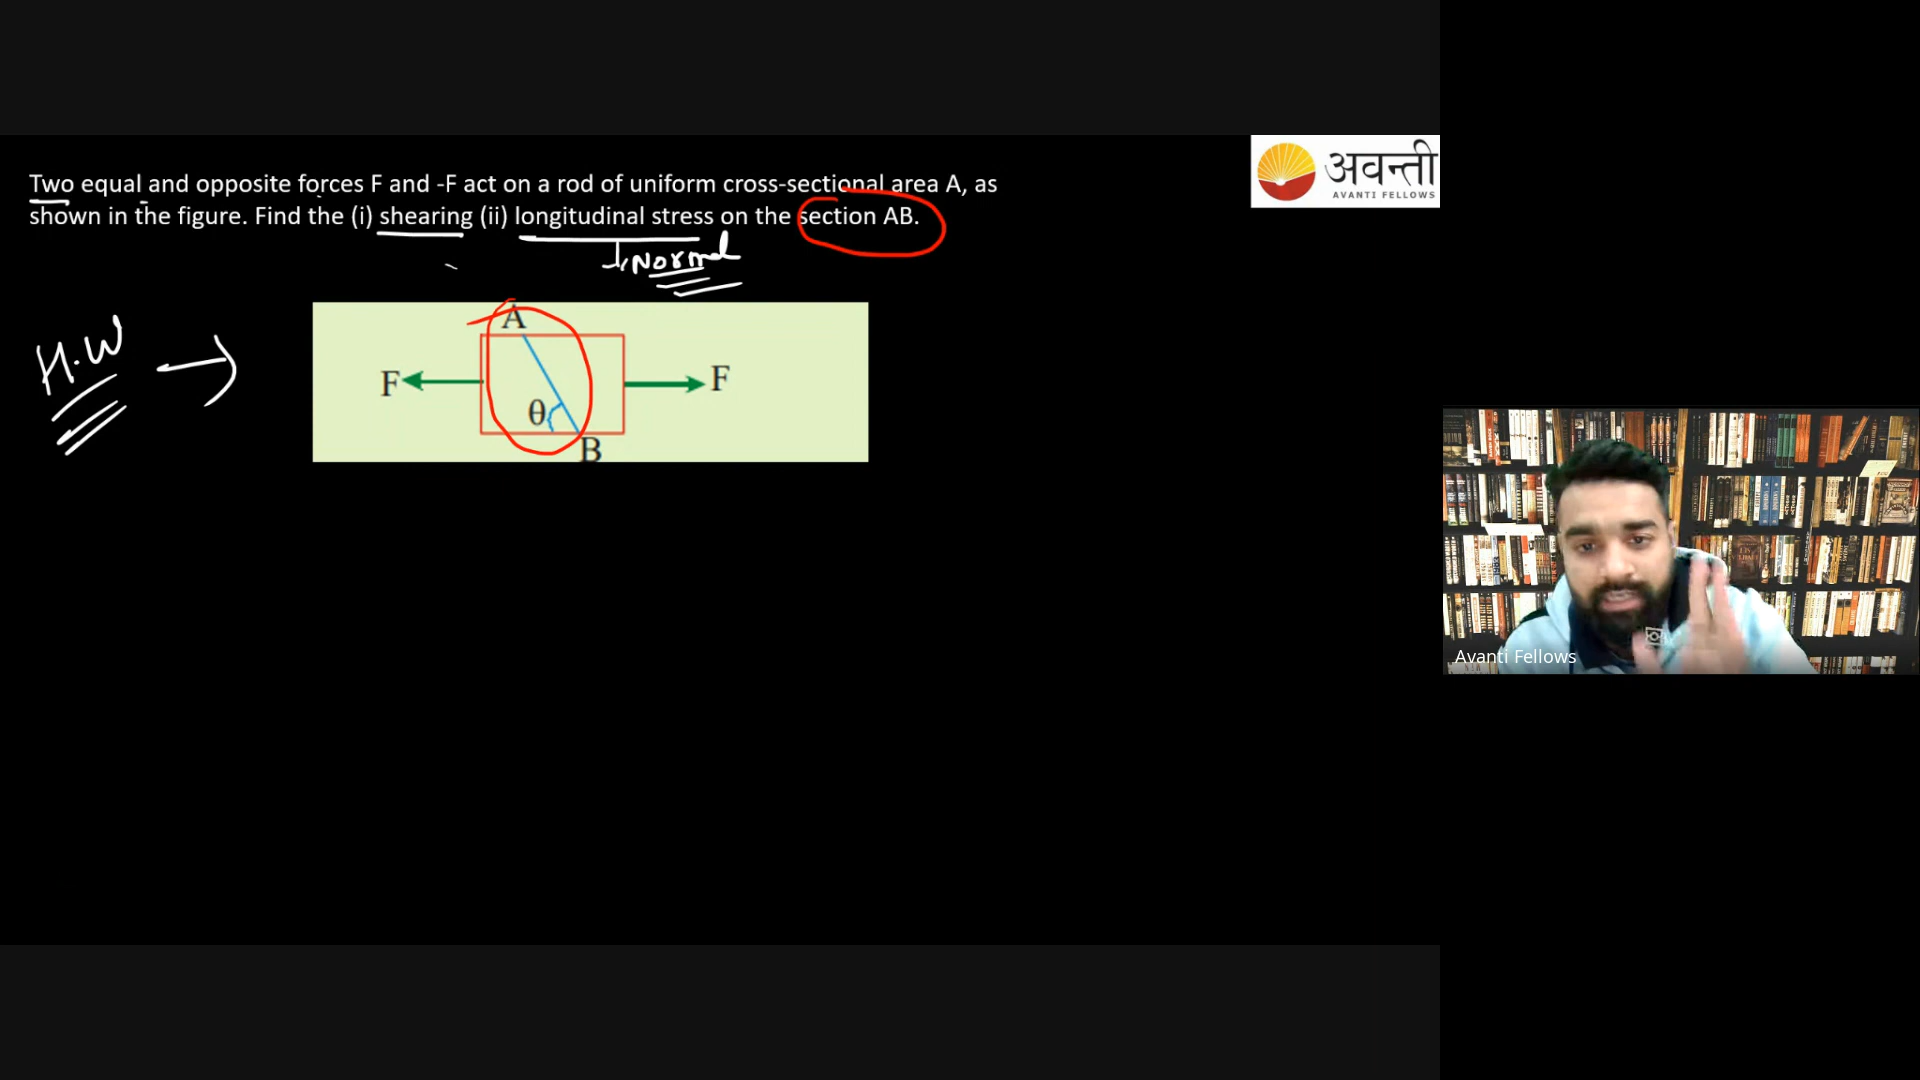 Two equal and opposite forces F and -F act on a rod of uniform cross-sectional area A, as
shown in the figure. Find the (i) shearing (ii) longitudinal stress on the section AB.
Normal
H.W
A
F
F
θ
B
अवन्ती
AVANTI FELLOWS
Avanti Fellows